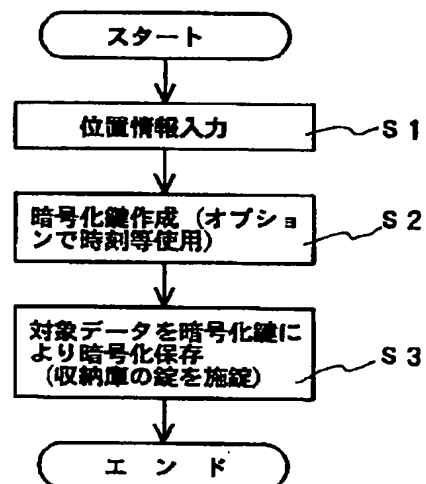 スタート
位置情報入力
S1
暗号化鍵作成(オプショ
ンで時刻等使用)
S2
対象データを暗号化鍵に
より暗号化保存
(収納庫の錠を施錠)
S3
エンド